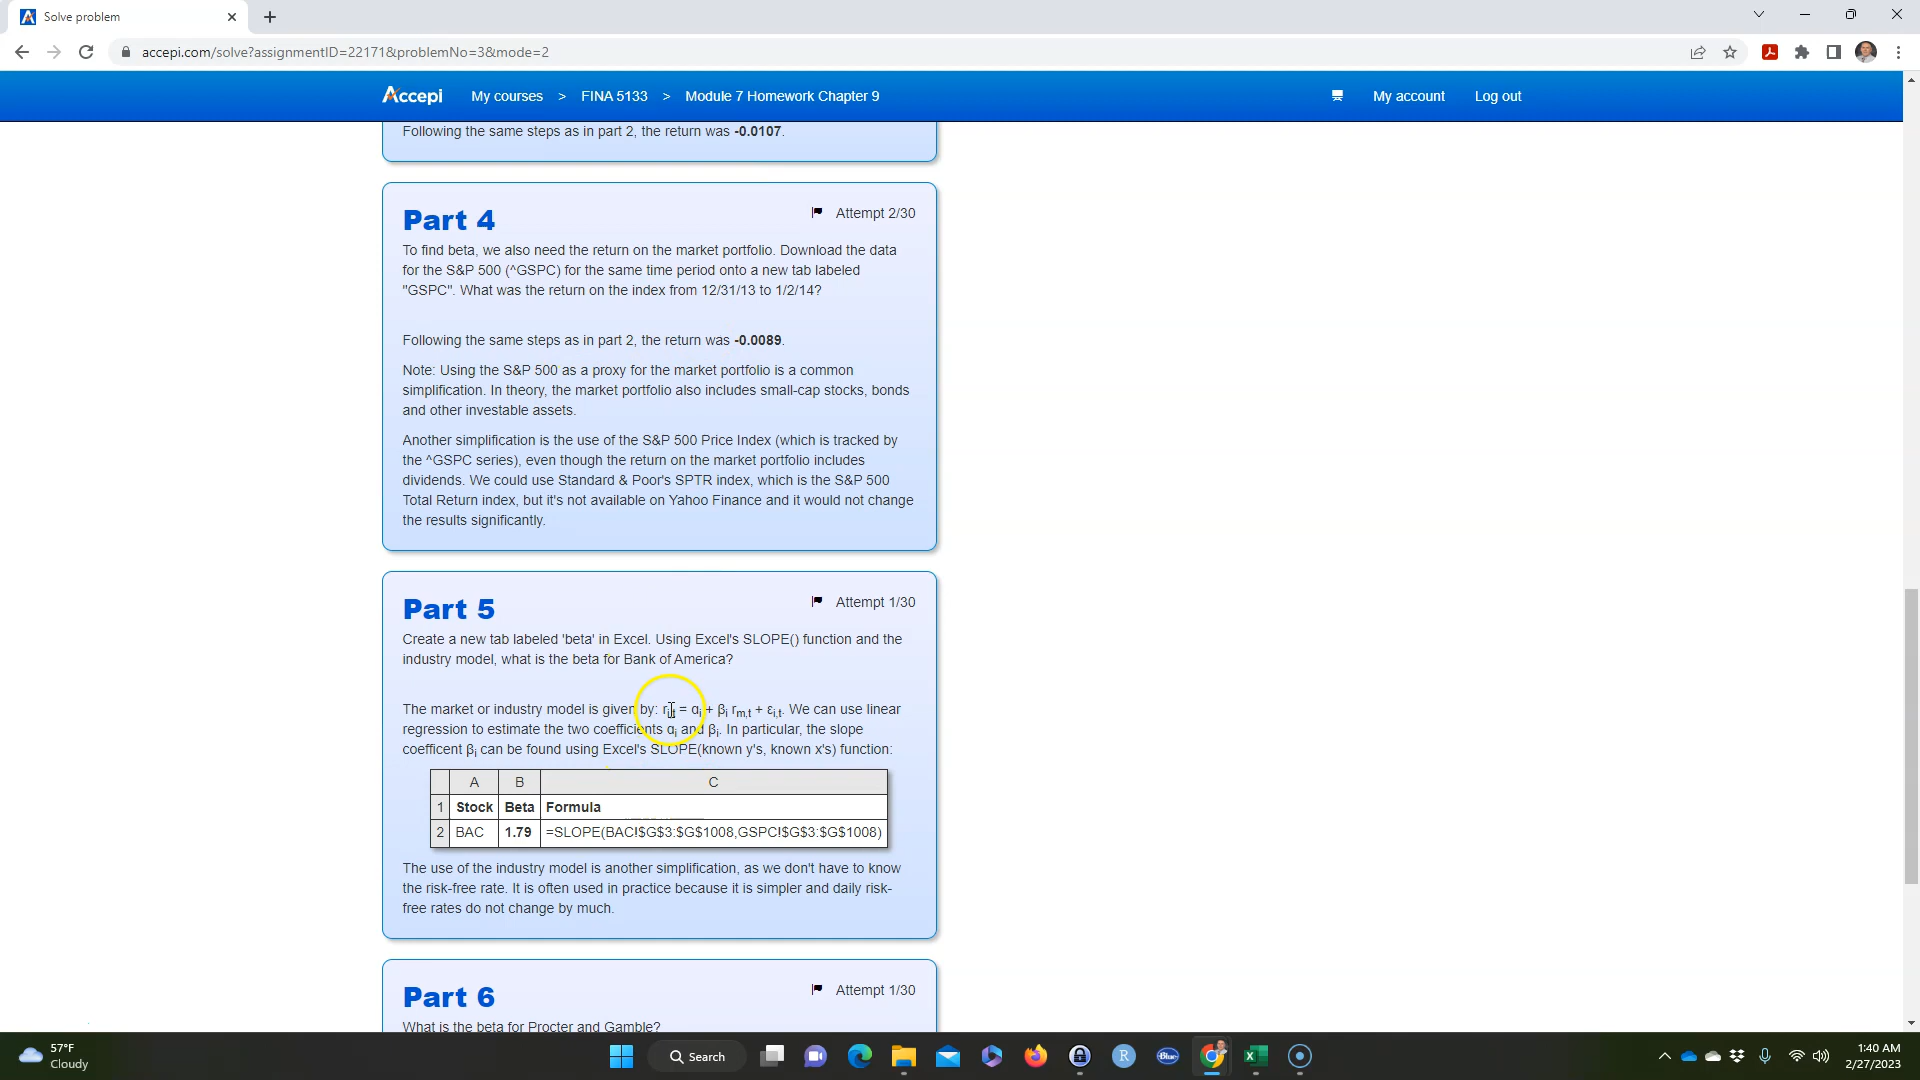 Solve problem
accepi.com/solve?assignmentID=22171&problemNo=3&mode=2
Accepi My courses > FINA 5133 > Module 7 Homework Chapter 9 My account Log out
Following the same steps as in part 2, the return was -0.0107.
Part 4 Attempt 2/30
To find beta, we also need the return on the market portfolio. Download the data
for the S&P 500 (^GSPC) for the same time period onto a new tab labeled
"GSPC". What was the return on the index from 12/31/13 to 1/2/14?
Following the same steps as in part 2, the return was -0.0089.
Note: Using the S&P 500 as a proxy for the market portfolio is a common
simplification. In theory, the market portfolio also includes small-cap stocks, bonds
and other investable assets.
Another simplification is the use of the S&P 500 Price Index (which is tracked by
the ^GSPC series), even though the return on the market portfolio includes
dividends. We could use Standard & Poor's SPTR index, which is the S&P 500
Total Return index, but it's not available on Yahoo Finance and it would not change
the results significantly.
Part 5 Attempt 1/30
Create a new tab labeled 'beta' in Excel. Using Excel's SLOPE() function and the
industry model, what is the beta for Bank of America?
The market or industry model is given by: ri,t = αi + βi rm,t + εi,t. We can use linear
regression to estimate the two coefficients αi and βi. In particular, the slope
coefficent βi can be found using Excel's SLOPE(known y's, known x's) function:
A B C
1 Stock Beta Formula
2 BAC 1.79 =SLOPE(BAC!$G$3:$G$1008,GSPC!$G$3:$G$1008)
The use of the industry model is another simplification, as we don't have to know
the risk-free rate. It is often used in practice because it is simpler and daily risk-
free rates do not change by much.
Part 6 Attempt 1/30
What is the beta for Procter and Gamble?
57°F
Cloudy
Search
R
Blue
1:40 AM
2/27/2023